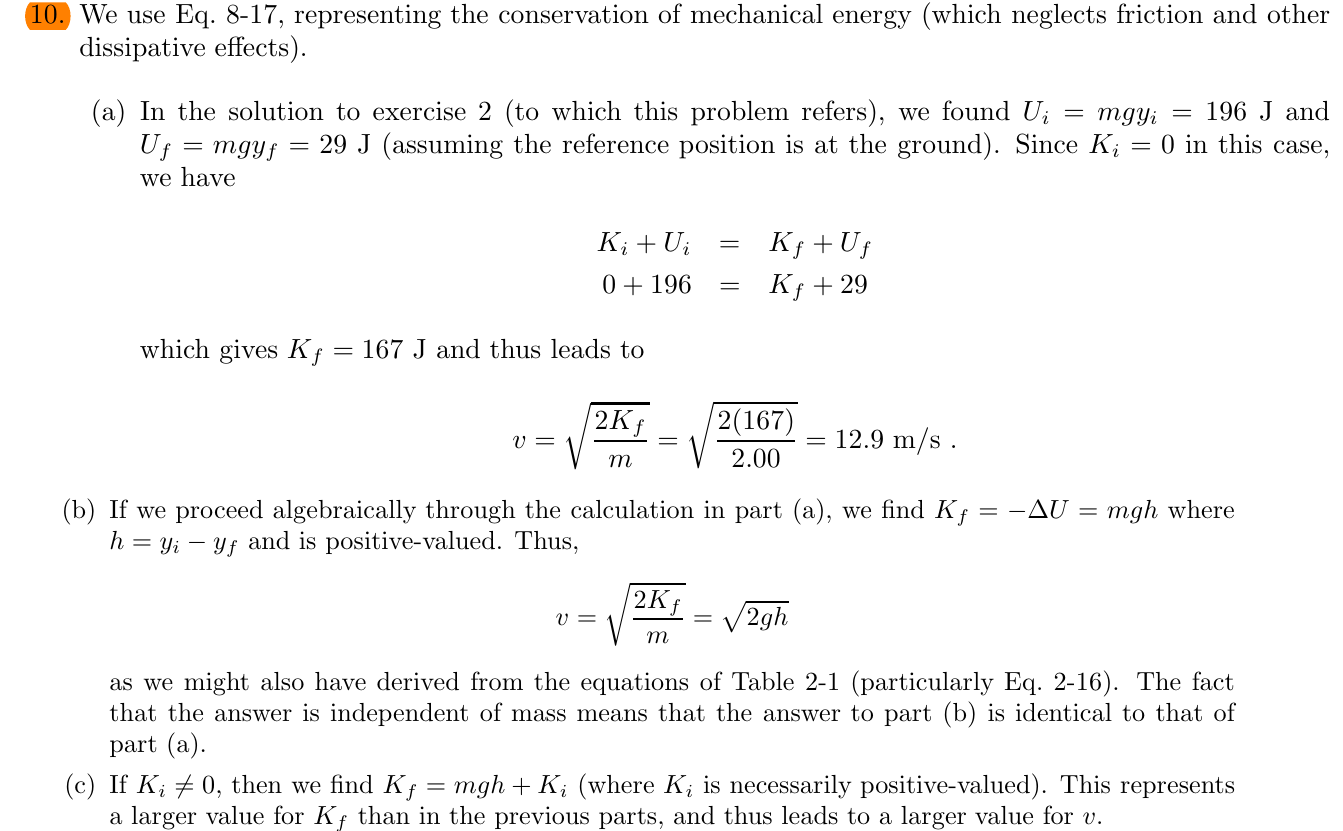 10. We use Eq. 8-17, representing the conservation of mechanical energy (which neglects friction and other
dissipative effects).
(a) In the solution to exercise 2 (to which this problem refers), we found U_i = mgy_i = 196 J and
U_f = mgy_f = 29 J (assuming the reference position is at the ground). Since K_i = 0 in this case,
we have
K_i + U_i = K_f + U_f
0 + 196 = K_f + 29
which gives K_f = 167 J and thus leads to
v = √(2K_f/m) = √(2(167)/2.00) = 12.9 m/s .
(b) If we proceed algebraically through the calculation in part (a), we find K_f = −ΔU = mgh where
h = y_i − y_f and is positive-valued. Thus,
v = √(2K_f/m) = √(2gh)
as we might also have derived from the equations of Table 2-1 (particularly Eq. 2-16). The fact
that the answer is independent of mass means that the answer to part (b) is identical to that of
part (a).
(c) If K_i ≠ 0, then we find K_f = mgh + K_i (where K_i is necessarily positive-valued). This represents
a larger value for K_f than in the previous parts, and thus leads to a larger value for v.